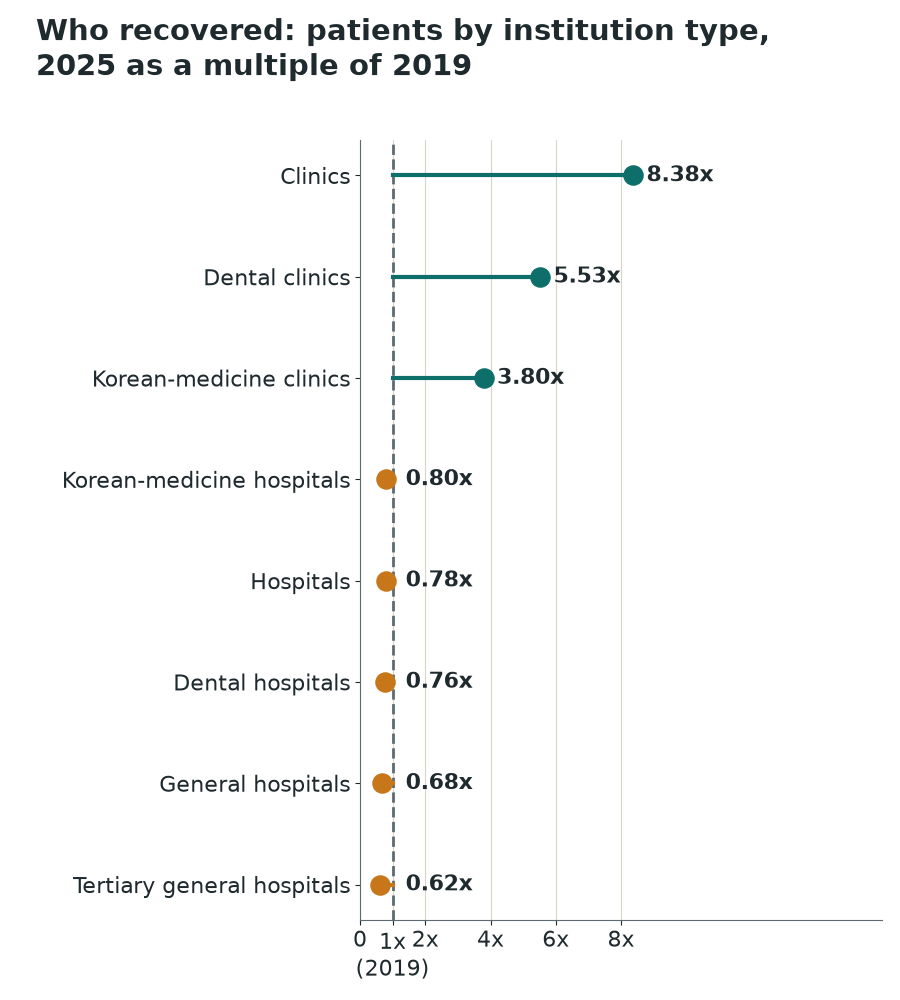 Who recovered: patients by institution type,
2025 as a multiple of 2019
Clinics
8.38x
Dental clinics
5.53x
Korean-medicine clinics
3.80x
Korean-medicine hospitals
0.80x
Hospitals
0.78x
Dental hospitals
0.76x
General hospitals
0.68x
Tertiary general hospitals
0.62x
0 1x 2x 4x 6x 8x
(2019)